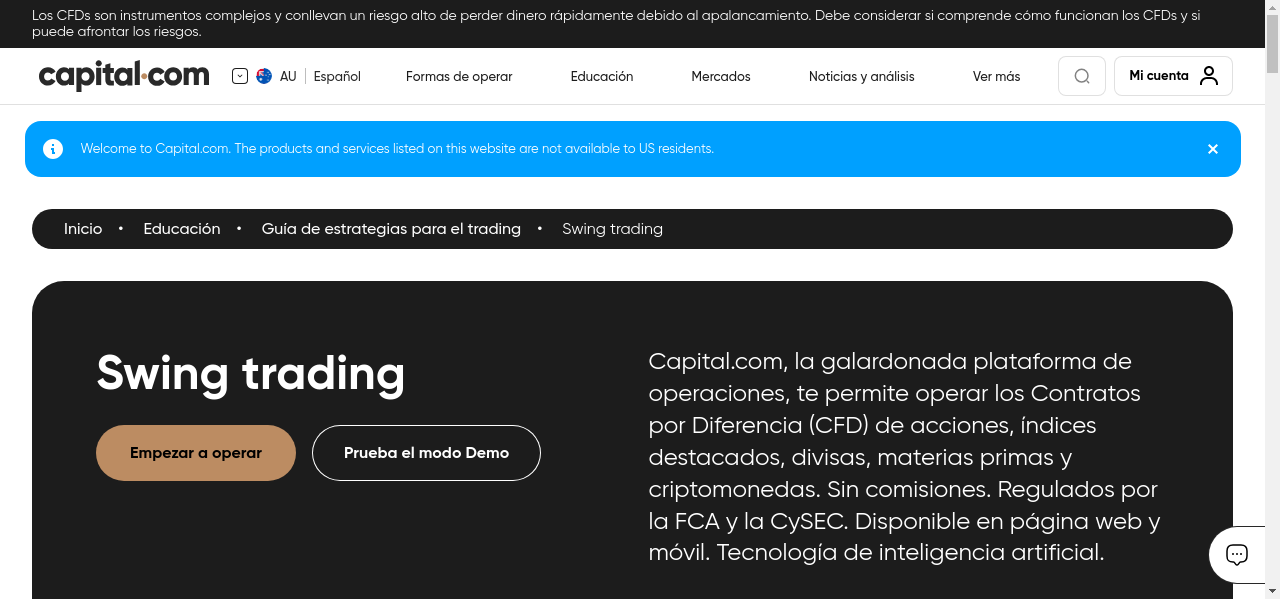 Los CFDs son instrumentos complejos y conllevan un riesgo alto de perder dinero rápidamente debido al apalancamiento. Debe considerar si comprende cómo funcionan los CFDs y si
puede afrontar los riesgos.
capital.com
AU
Español
Formas de operar
Educación
Mercados
Noticias y análisis
Ver más
Mi cuenta
Welcome to Capital.com. The products and services listed on this website are not available to US residents.
Inicio • Educación • Guía de estrategias para el trading • Swing trading
Swing trading
Empezar a operar
Prueba el modo Demo
Capital.com, la galardonada plataforma de
operaciones, te permite operar los Contratos
por Diferencia (CFD) de acciones, índices
destacados, divisas, materias primas y
criptomonedas. Sin comisiones. Regulados por
la FCA y la CySEC. Disponible en página web y
móvil. Tecnología de inteligencia artificial.